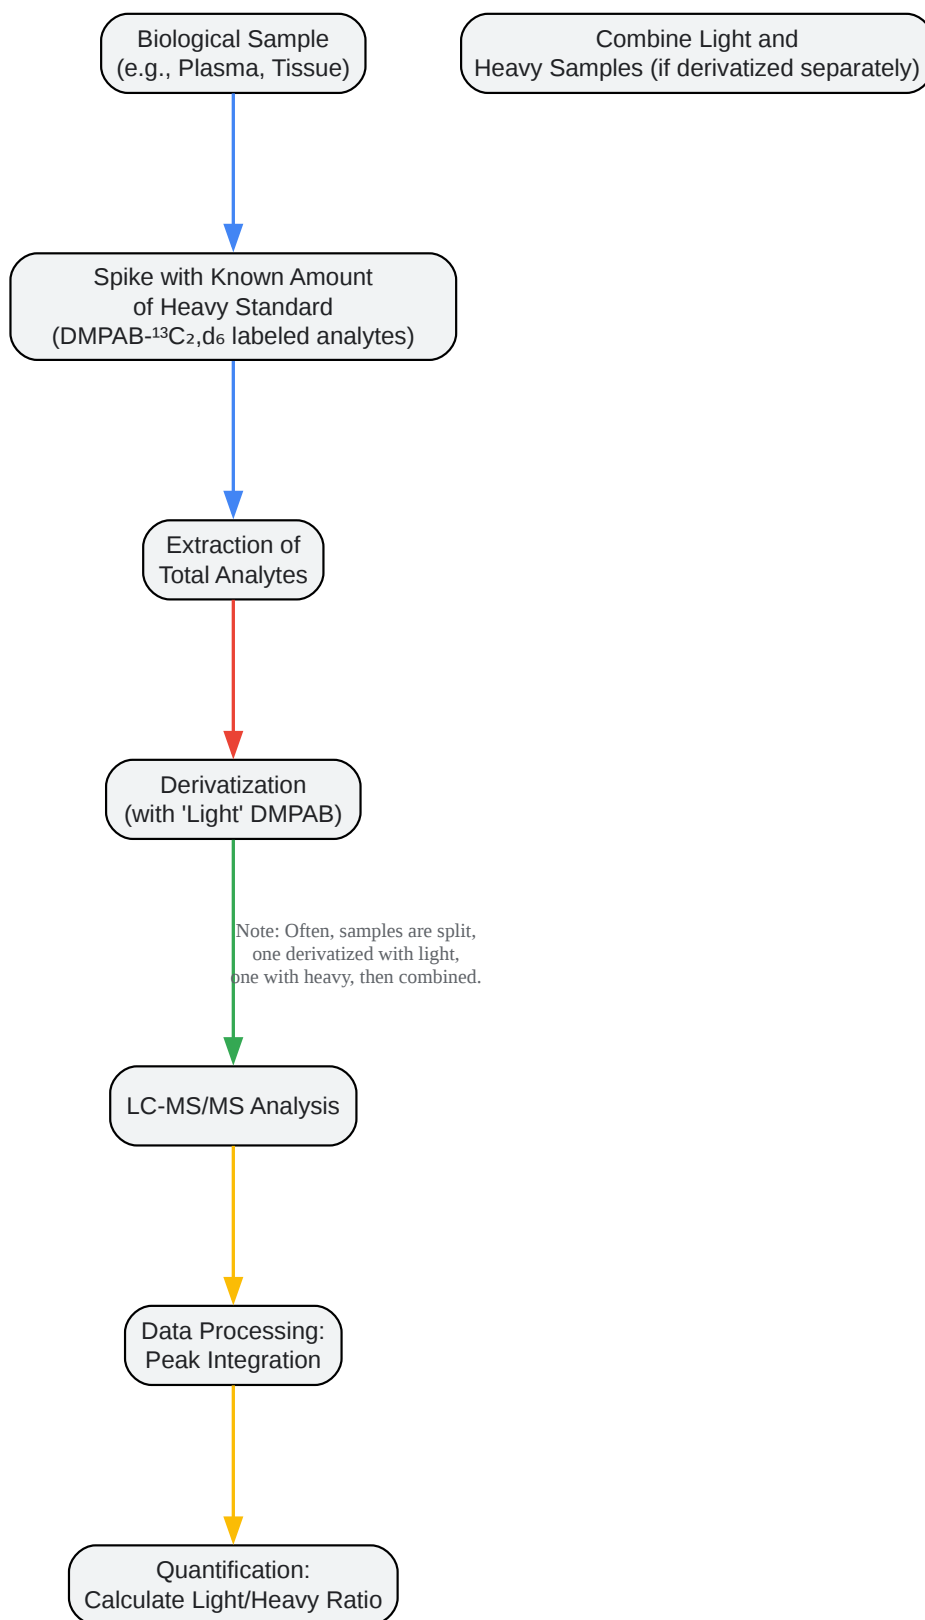 Biological Sample
(e.g., Plasma, Tissue)
Combine Light and
Heavy Samples (if derivatized separately)
Spike with Known Amount
of Heavy Standard
(DMPAB-¹³C₂,d₆ labeled analytes)
Extraction of
Total Analytes
Derivatization
(with 'Light' DMPAB)
Note: Often, samples are split,
one derivatized with light,
one with heavy, then combined.
LC-MS/MS Analysis
Data Processing:
Peak Integration
Quantification:
Calculate Light/Heavy Ratio